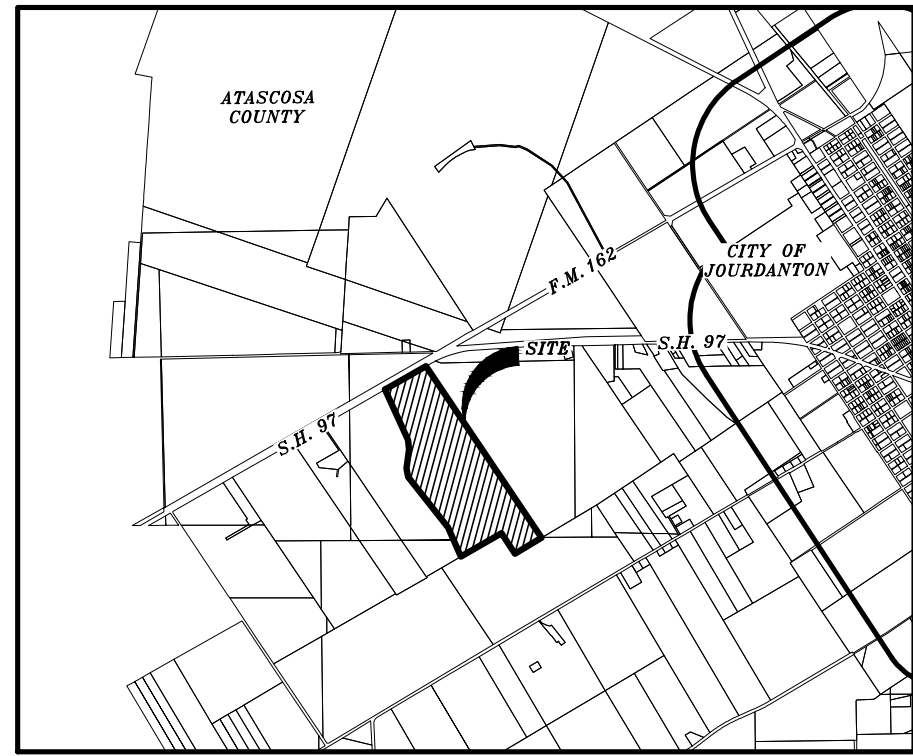 ATASCOSA
COUNTY
CITY OF
JOURDANTON
F.M. 162
SITE
S.H. 97
S.H. 97